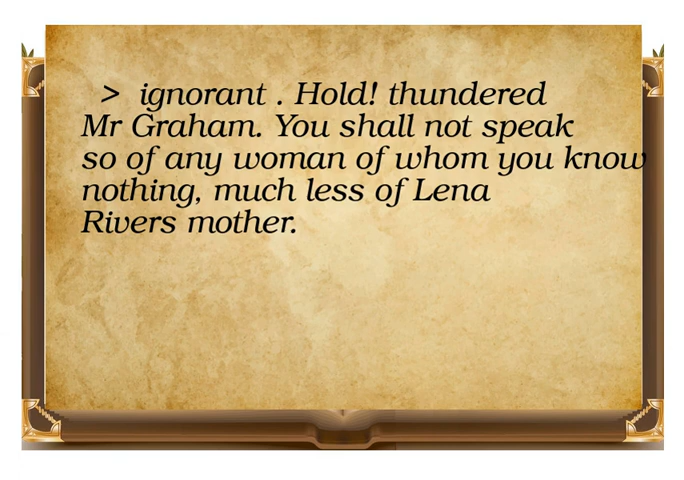 > ignorant . Hold! thundered
Mr Graham. You shall not speak
so of any woman of whom you know
nothing, much less of Lena
Rivers mother.